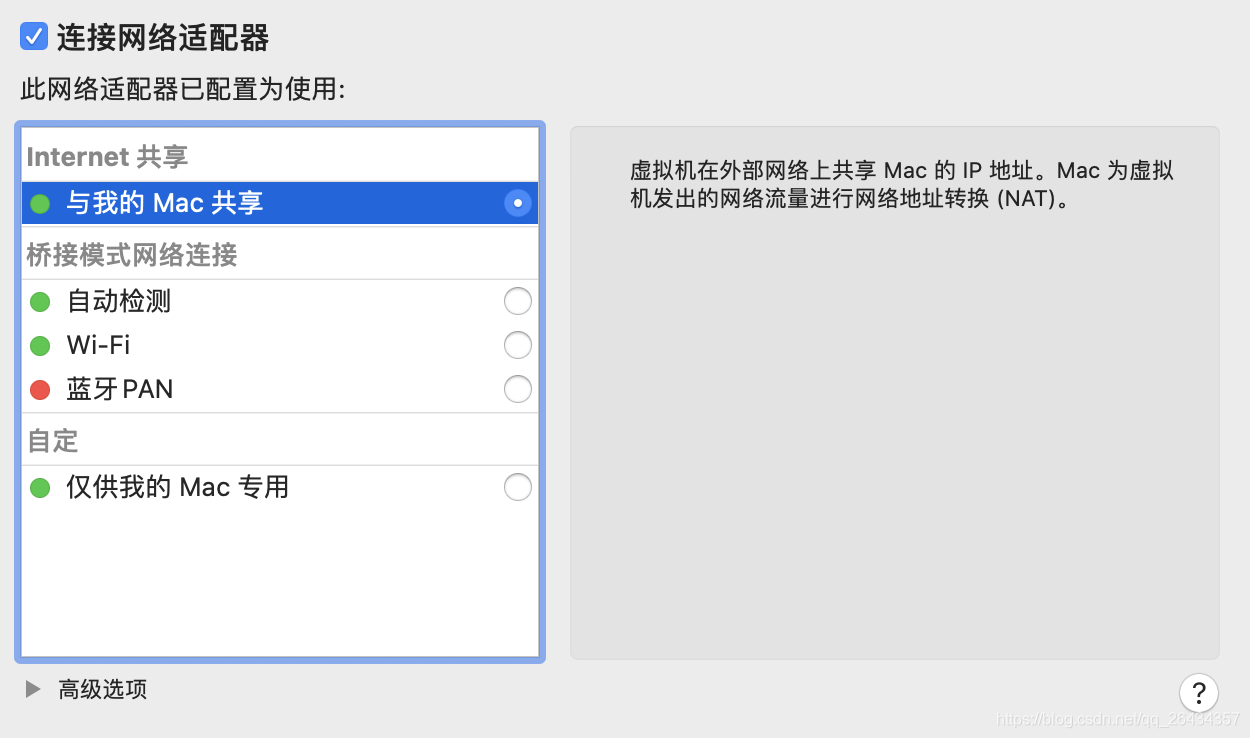 连接网络适配器
此网络适配器已配置为使用:
Internet 共享
与我的 Mac 共享
桥接模式网络连接
自动检测
Wi-Fi
蓝牙 PAN
自定
仅供我的 Mac 专用
高级选项
虚拟机在外部网络上共享 Mac 的 IP 地址。Mac 为虚拟
机发出的网络流量进行网络地址转换 (NAT)。
?
https://blog.csdn.net/qq_26434357